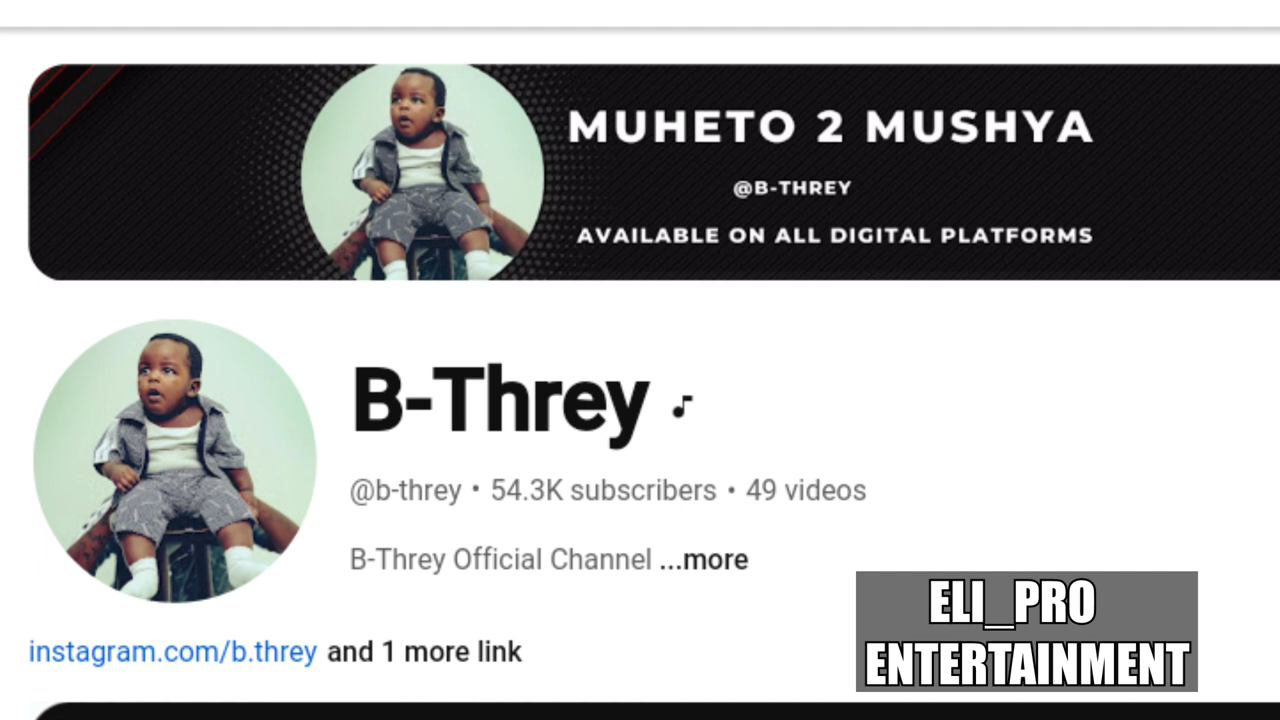 MUHETO 2 MUSHYA
@B-THREY
AVAILABLE ON ALL DIGITAL PLATFORMS
B-Threy
@b-threy • 54.3K subscribers • 49 videos
B-Threy Official Channel ...more
instagram.com/b.threy and 1 more link
ELI_PRO
ENTERTAINMENT